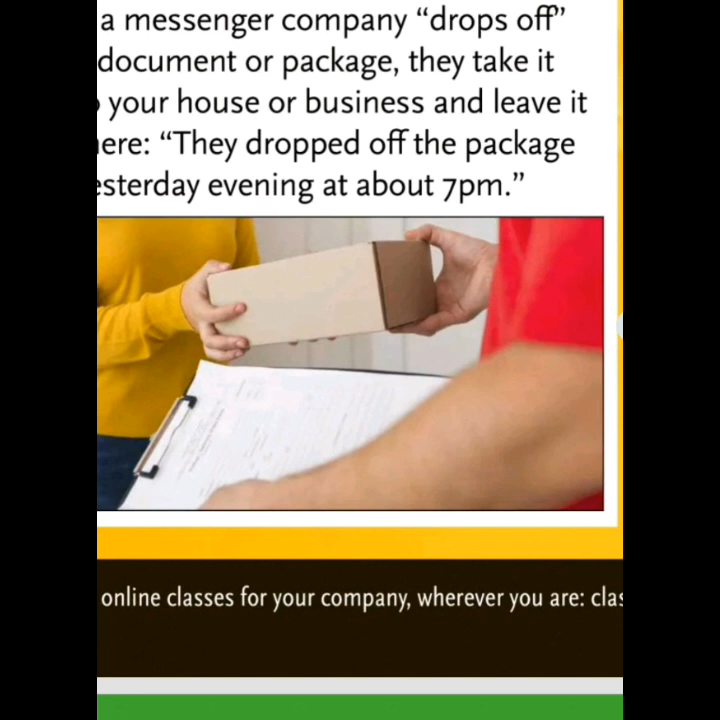 a messenger company “drops off”
document or package, they take it
your house or business and leave it
ere: “They dropped off the package
esterday evening at about 7pm.”
online classes for your company, wherever you are: clas